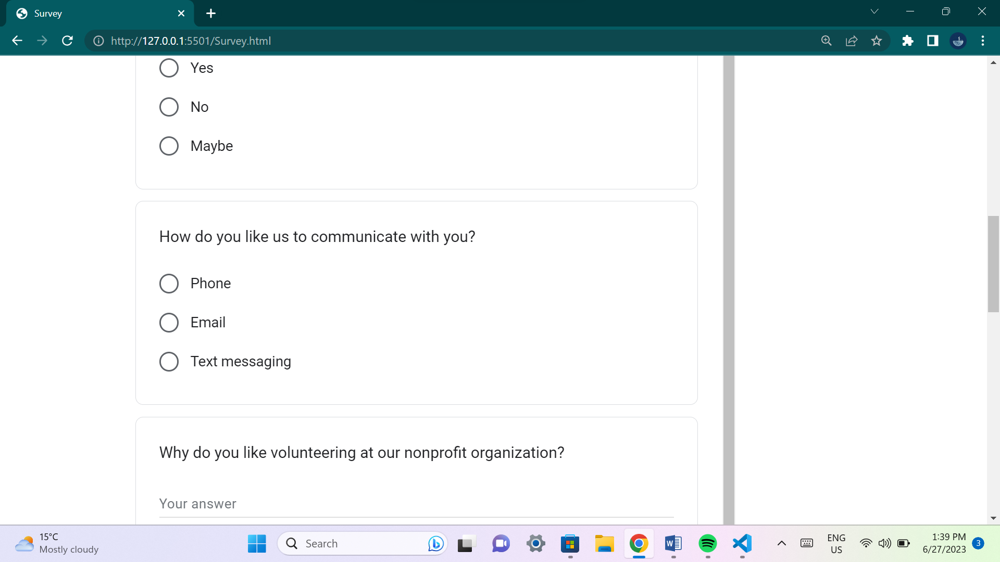 Survey
http://127.0.0.1:5501/Survey.html
Yes
No
Maybe
How do you like us to communicate with you?
Phone
Email
Text messaging
Why do you like volunteering at our nonprofit organization?
Your answer
15°C
Mostly cloudy
Search
W
ENG
US
1:39 PM
6/27/2023
3